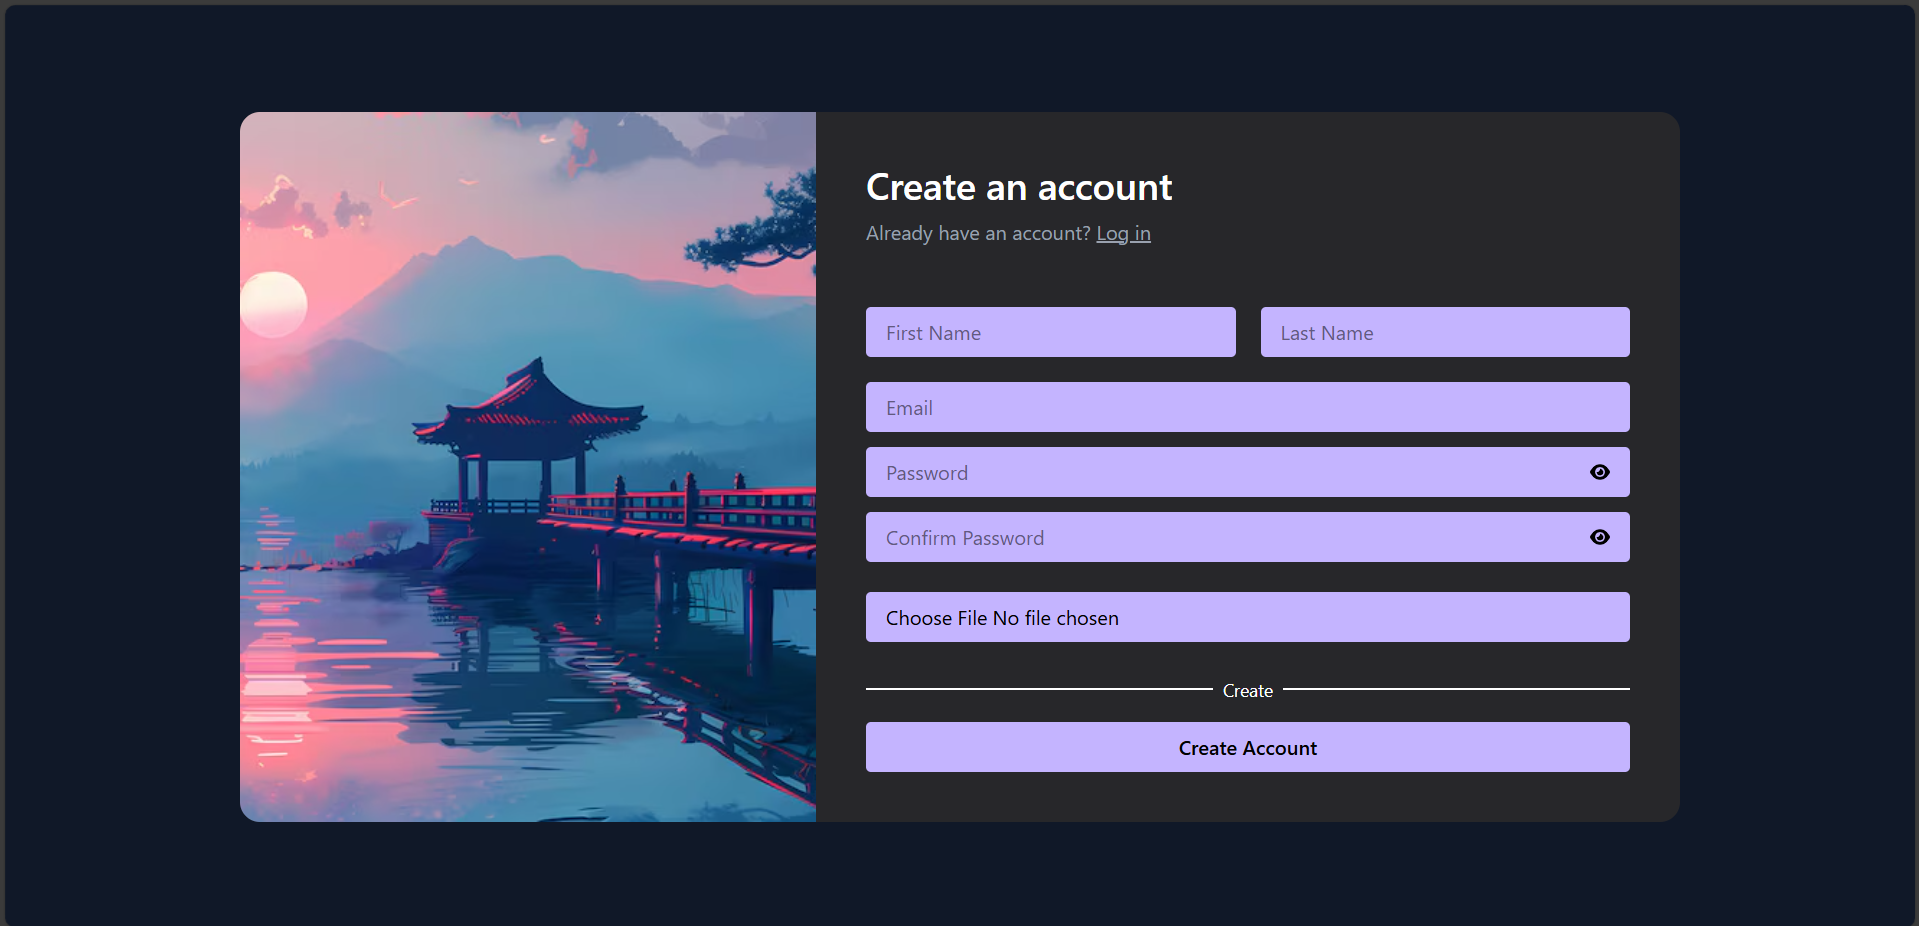 Create an account
Already have an account? Log in
First Name
Last Name
Email
Password
Confirm Password
Choose File No file chosen
Create
Create Account